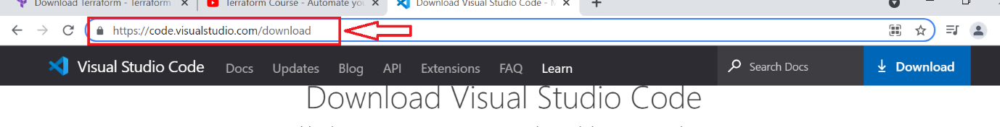 Download Terraform - Terraform
Terraform Course - Automate you
Download Visual Studio Code - M
https://code.visualstudio.com/download
Visual Studio Code
Docs
Updates
Blog
API
Extensions
FAQ
Learn
Search Docs
Download
Download Visual Studio Code